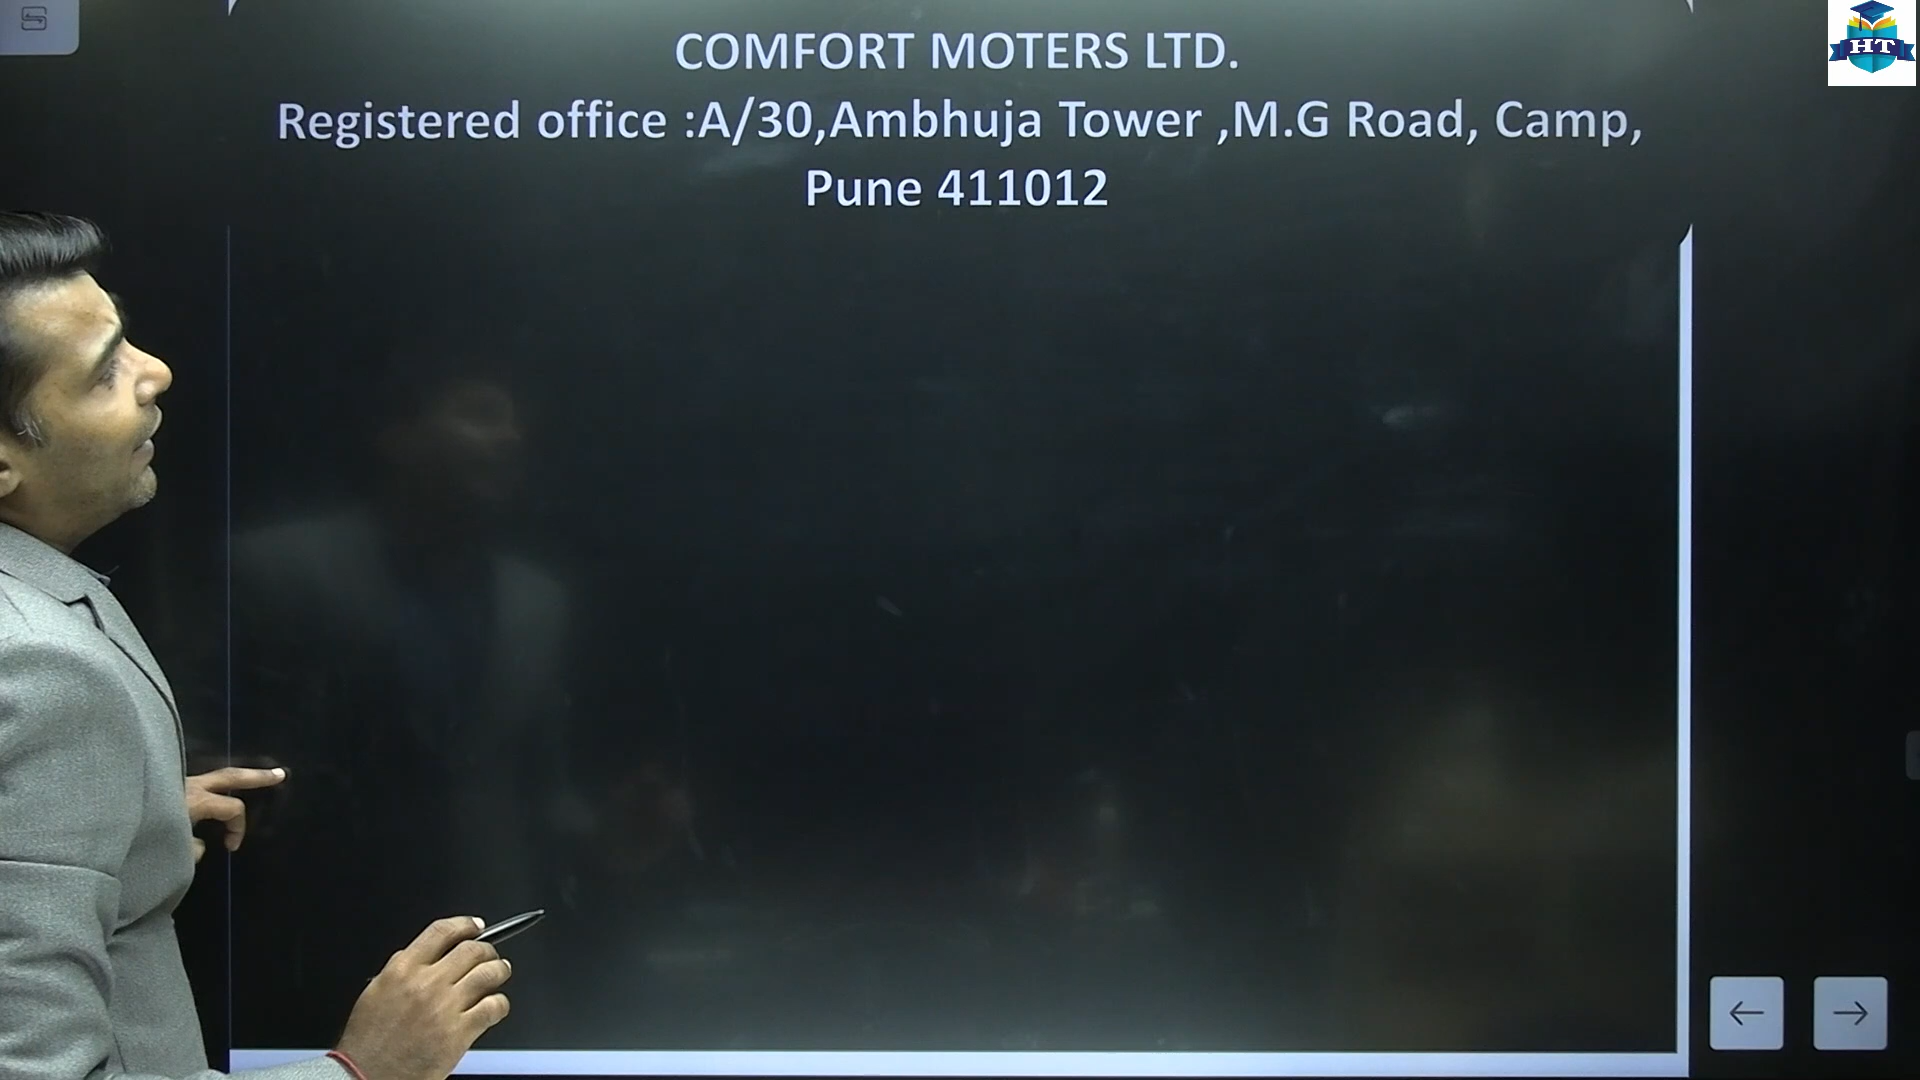 COMFORT MOTERS LTD.
Registered office :A/30,Ambhuja Tower ,M.G Road, Camp,
Pune 411012
HT